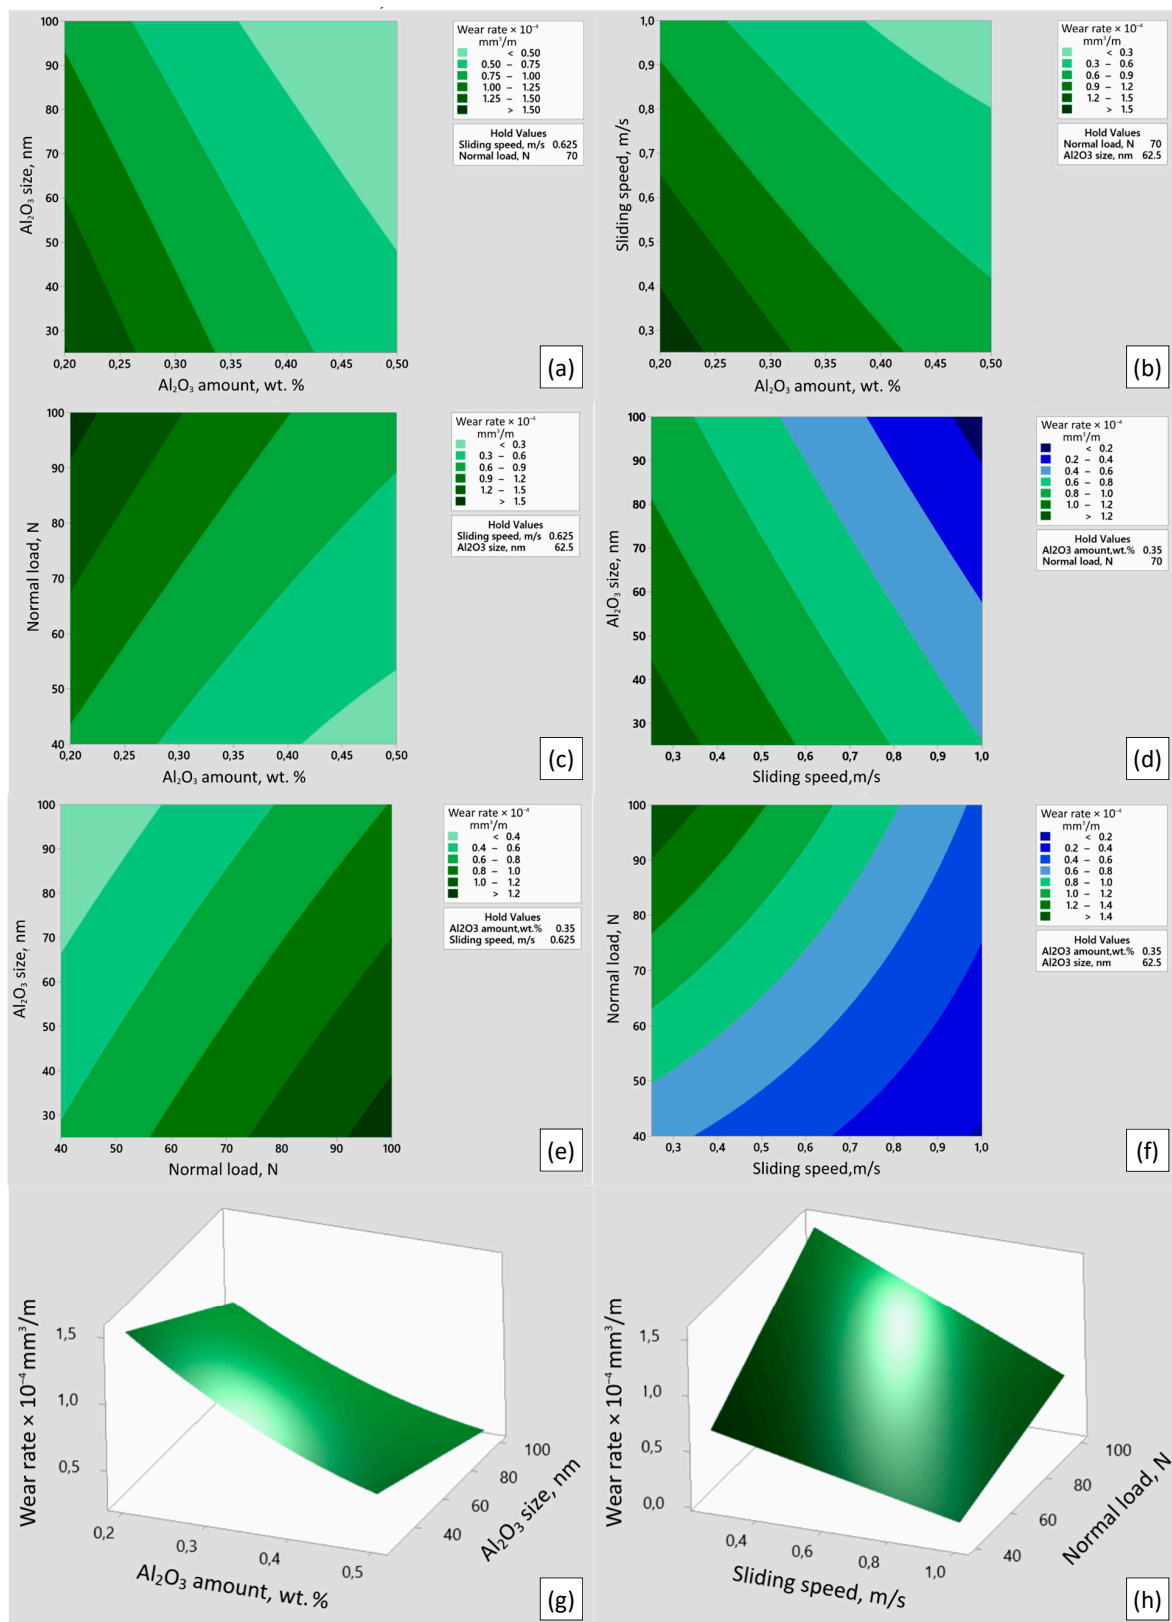 Wear rate × 10⁻⁴
mm³/m
< 0.50
0.50 – 0.75
0.75 – 1.00
1.00 – 1.25
1.25 – 1.50
> 1.50
Hold Values
Sliding speed, m/s 0.625
Normal load, N 70
Al₂O₃ size, nm
100
90
80
70
60
50
40
30
0,20 0,25 0,30 0,35 0,40 0,45 0,50
Al₂O₃ amount, wt. %
(a)
Wear rate × 10⁻⁴
mm³/m
< 0.3
0.3 – 0.6
0.6 – 0.9
0.9 – 1.2
1.2 – 1.5
> 1.5
Hold Values
Normal load, N 70
Al2O3 size, nm 62.5
Sliding speed, m/s
1,0
0,9
0,8
0,7
0,6
0,5
0,4
0,3
0,20 0,25 0,30 0,35 0,40 0,45 0,50
Al₂O₃ amount, wt. %
(b)
Wear rate × 10⁻⁴
mm³/m
< 0.3
0.3 – 0.6
0.6 – 0.9
0.9 – 1.2
1.2 – 1.5
> 1.5
Hold Values
Sliding speed, m/s 0.625
Al2O3 size, nm 62.5
Normal load, N
100
90
80
70
60
50
40
0,20 0,25 0,30 0,35 0,40 0,45 0,50
Al₂O₃ amount, wt. %
(c)
Wear rate × 10⁻⁴
mm³/m
< 0.2
0.2 – 0.4
0.4 – 0.6
0.6 – 0.8
0.8 – 1.0
1.0 – 1.2
> 1.2
Hold Values
Al2O3 amount,wt.% 0.35
Normal load, N 70
Al₂O₃ size, nm
100
90
80
70
60
50
40
30
0,3 0,4 0,5 0,6 0,7 0,8 0,9 1,0
Sliding speed,m/s
(d)
Wear rate × 10⁻⁴
mm³/m
< 0.4
0.4 – 0.6
0.6 – 0.8
0.8 – 1.0
1.0 – 1.2
> 1.2
Hold Values
Al2O3 amount,wt.% 0.35
Sliding speed, m/s 0.625
Al₂O₃ size, nm
100
90
80
70
60
50
40
30
40 50 60 70 80 90 100
Normal load, N
(e)
Wear rate × 10⁻⁴
mm³/m
< 0.2
0.2 – 0.4
0.4 – 0.6
0.6 – 0.8
0.8 – 1.0
1.0 – 1.2
1.2 – 1.4
> 1.4
Hold Values
Al2O3 amount,wt.% 0.35
Al2O3 size, nm 62.5
Normal load, N
100
90
80
70
60
50
40
0,3 0,4 0,5 0,6 0,7 0,8 0,9 1,0
Sliding speed,m/s
(f)
Wear rate × 10⁻⁴ mm³/m
1,5
1,0
0,5
0,2 0,3 0,4 0,5
Al₂O₃ amount, wt. %
40 60 80 100
Al₂O₃ size, nm
(g)
Wear rate × 10⁻⁴ mm³/m
1,5
1,0
0,5
0,0
0,4 0,6 0,8 1,0
Sliding speed, m/s
40 60 80 100
Normal load, N
(h)